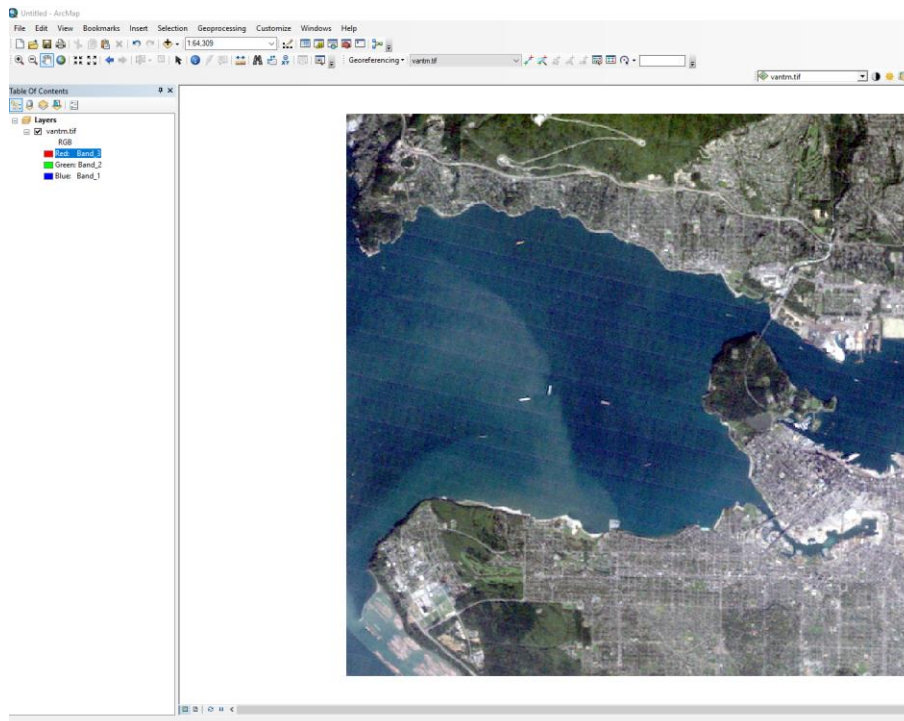 Untitled - ArcMap
File Edit View Bookmarks Insert Selection Geoprocessing Customize Windows Help
1:64,309
Georeferencing vantm.tif
vantm.tif
Table Of Contents
Layers
vantm.tif
RGB
Red: Band_3
Green: Band_2
Blue: Band_1